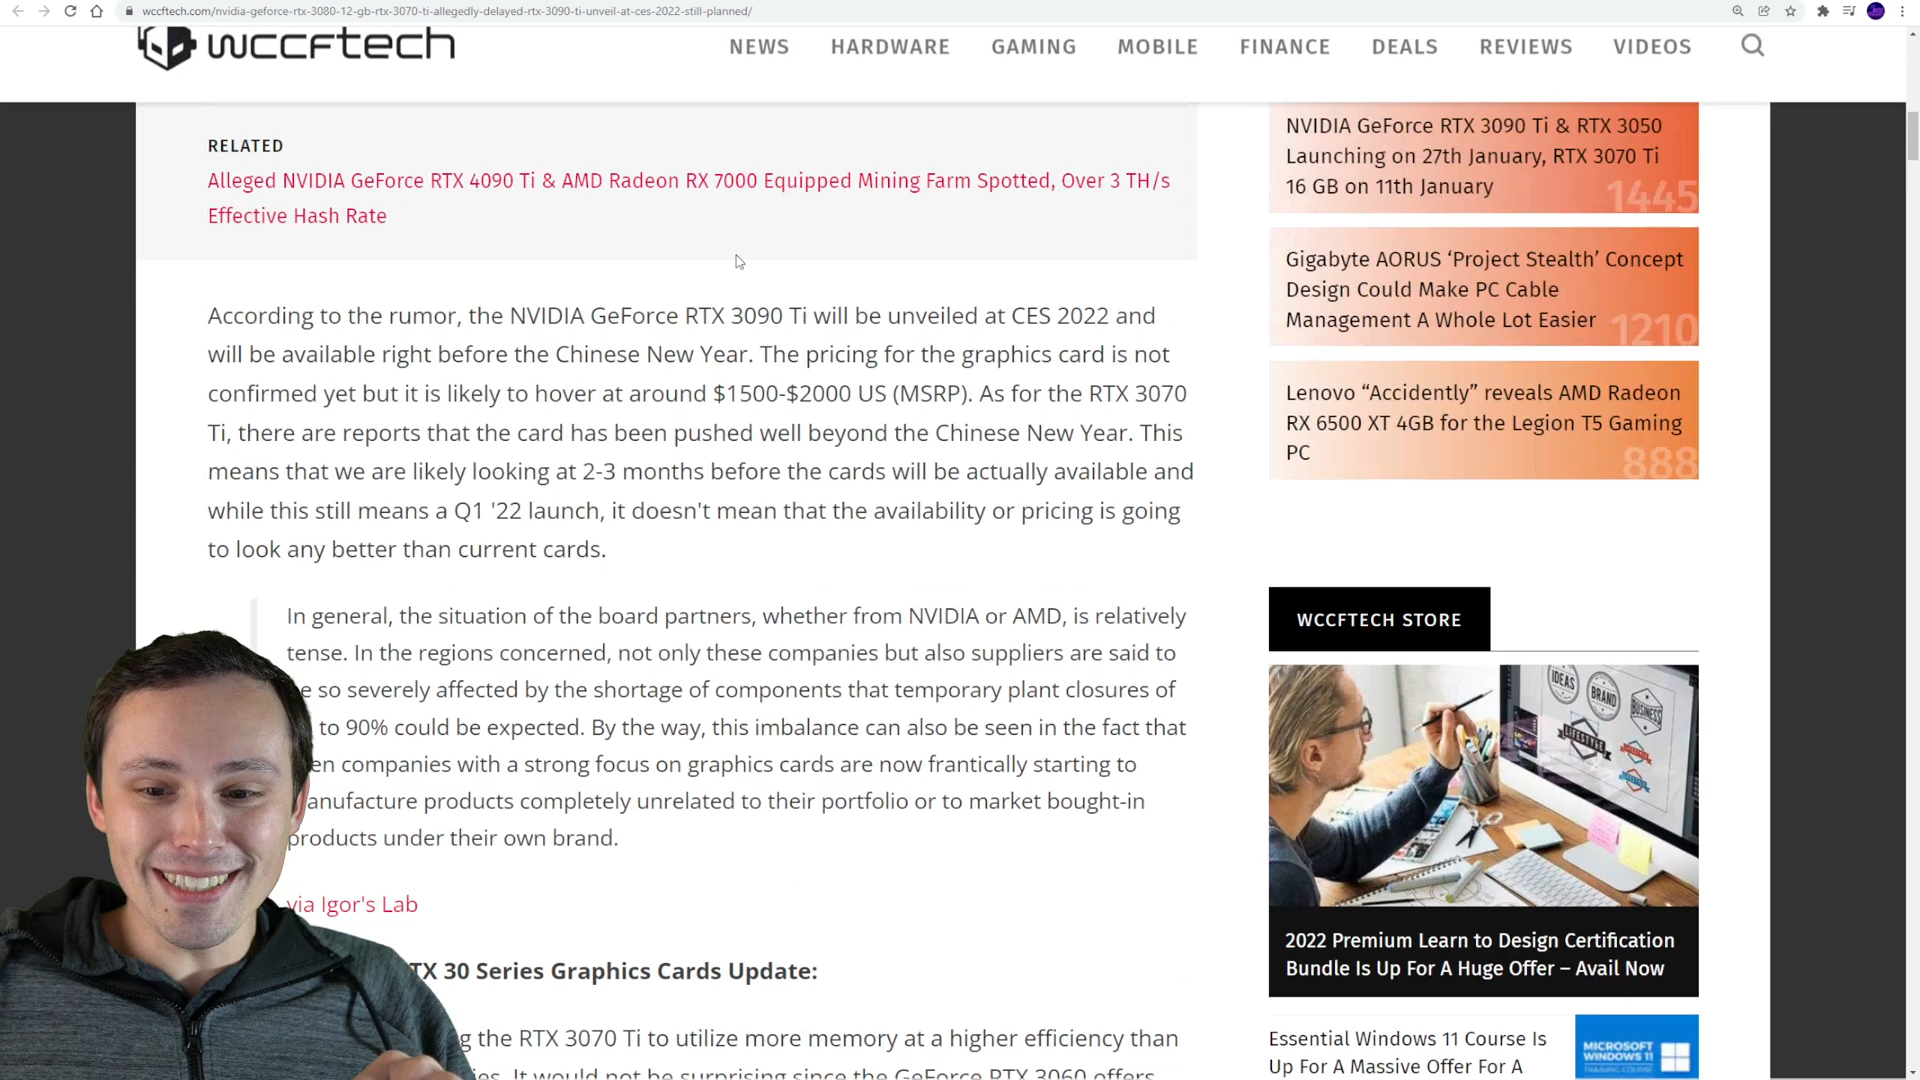 wccftech.com/nvidia-geforce-rtx-3080-12-gb-rtx-3070-ti-allegedly-delayed-rtx-3090-ti-unveil-at-ces-2022-still-planned/
wccftech
NEWS
HARDWARE
GAMING
MOBILE
FINANCE
DEALS
REVIEWS
VIDEOS
RELATED
Alleged NVIDIA GeForce RTX 4090 Ti & AMD Radeon RX 7000 Equipped Mining Farm Spotted, Over 3 TH/s
Effective Hash Rate
According to the rumor, the NVIDIA GeForce RTX 3090 Ti will be unveiled at CES 2022 and
will be available right before the Chinese New Year. The pricing for the graphics card is not
confirmed yet but it is likely to hover at around $1500-$2000 US (MSRP). As for the RTX 3070
Ti, there are reports that the card has been pushed well beyond the Chinese New Year. This
means that we are likely looking at 2-3 months before the cards will be actually available and
while this still means a Q1 '22 launch, it doesn't mean that the availability or pricing is going
to look any better than current cards.
In general, the situation of the board partners, whether from NVIDIA or AMD, is relatively
tense. In the regions concerned, not only these companies but also suppliers are said to
so severely affected by the shortage of components that temporary plant closures of
to 90% could be expected. By the way, this imbalance can also be seen in the fact that
companies with a strong focus on graphics cards are now frantically starting to
anufacture products completely unrelated to their portfolio or to market bought-in
products under their own brand.
via Igor's Lab
TX 30 Series Graphics Cards Update:
g the RTX 3070 Ti to utilize more memory at a higher efficiency than
It would not be surprising since the GeForce RTX 3060 offers
NVIDIA GeForce RTX 3090 Ti & RTX 3050
Launching on 27th January, RTX 3070 Ti
16 GB on 11th January
1445
Gigabyte AORUS ‘Project Stealth’ Concept
Design Could Make PC Cable
Management A Whole Lot Easier
1210
Lenovo “Accidently” reveals AMD Radeon
RX 6500 XT 4GB for the Legion T5 Gaming
PC
888
WCCFTECH STORE
IDEAS
BRAND
BUSINESS
LIFESTYLE
2022 Premium Learn to Design Certification
Bundle Is Up For A Huge Offer – Avail Now
Essential Windows 11 Course Is
Up For A Massive Offer For A
MICROSOFT
WINDOWS 11